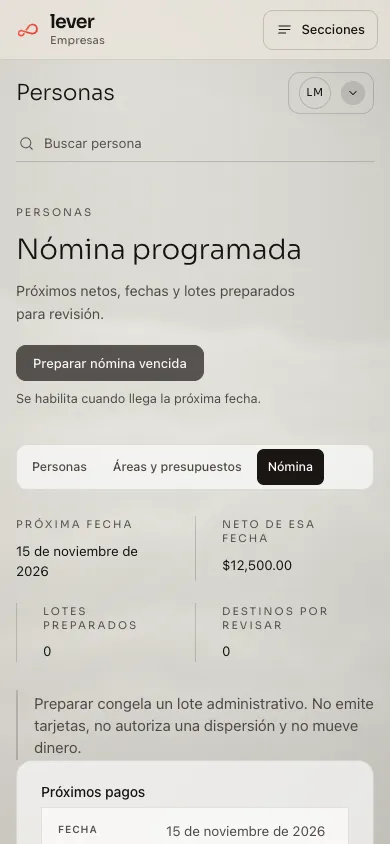 lever
Empresas
Secciones
Personas
LM
Buscar persona
PERSONAS
Nómina programada
Próximos netos, fechas y lotes preparados
para revisión.
Preparar nómina vencida
Se habilita cuando llega la próxima fecha.
Personas
Áreas y presupuestos
Nómina
PRÓXIMA FECHA
15 de noviembre de
2026
NETO DE ESA
FECHA
$12,500.00
LOTES
PREPARADOS
0
DESTINOS POR
REVISAR
0
Preparar congela un lote administrativo. No emite
tarjetas, no autoriza una dispersión y no mueve
dinero.
Próximos pagos
FECHA
15 de noviembre de 2026